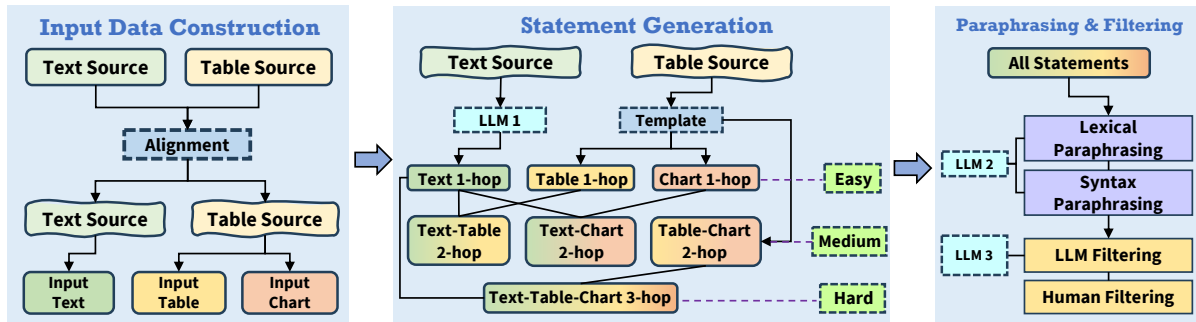 Input Data Construction
Text Source
Table Source
Alignment
Text Source
Table Source
Input
Text
Input
Table
Input
Chart
Statement Generation
Text Source
Table Source
LLM 1
Template
Text 1-hop
Table 1-hop
Chart 1-hop
Easy
Text-Table
2-hop
Text-Chart
2-hop
Table-Chart
2-hop
Medium
Text-Table-Chart 3-hop
Hard
Paraphrasing & Filtering
All Statements
LLM 2
Lexical
Paraphrasing
Syntax
Paraphrasing
LLM 3
LLM Filtering
Human Filtering